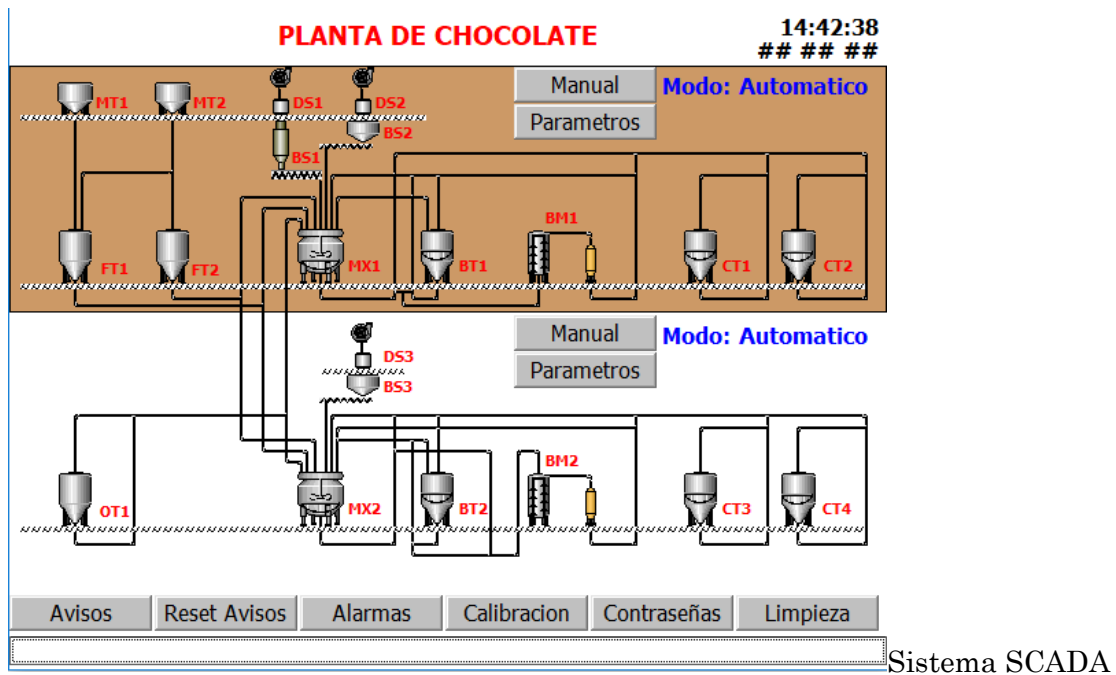 PLANTA DE CHOCOLATE
14:42:38
## ## ##
Manual
Modo: Automatico
Parametros
MT1
MT2
DS1
DS2
BS2
BS1
BM1
FT1
FT2
MX1
BT1
CT1
CT2
Manual
Modo: Automatico
Parametros
DS3
BS3
BM2
OT1
MX2
BT2
CT3
CT4
Avisos
Reset Avisos
Alarmas
Calibracion
Contraseñas
Limpieza
Sistema SCADA